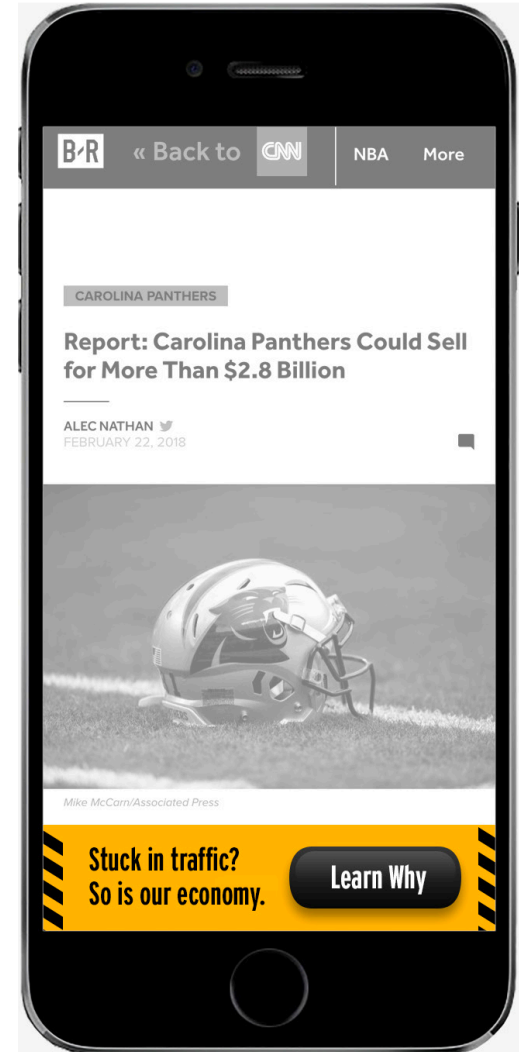 B/R « Back to CNN NBA More
CAROLINA PANTHERS
Report: Carolina Panthers Could Sell
for More Than $2.8 Billion
ALEC NATHAN
FEBRUARY 22, 2018
Mike McCarn/Associated Press
Stuck in traffic?
So is our economy.
Learn Why